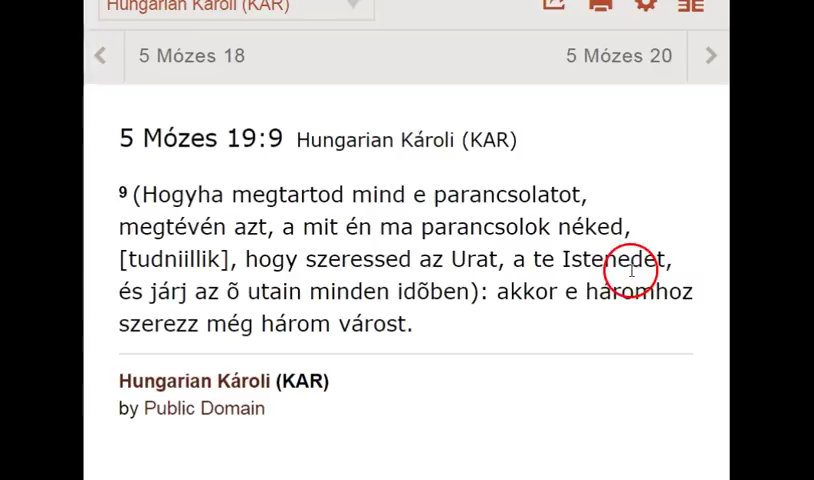 Hungarian Károli (KAR)
5 Mózes 18
5 Mózes 20
5 Mózes 19:9 Hungarian Károli (KAR)
9 (Hogyha megtartod mind e parancsolatot,
megtévén azt, a mit én ma parancsolok néked,
[tudniillik], hogy szeressed az Urat, a te Istenedet,
és járj az õ utain minden idõben): akkor e háromhoz
szerezz még három várost.
Hungarian Károli (KAR)
by Public Domain